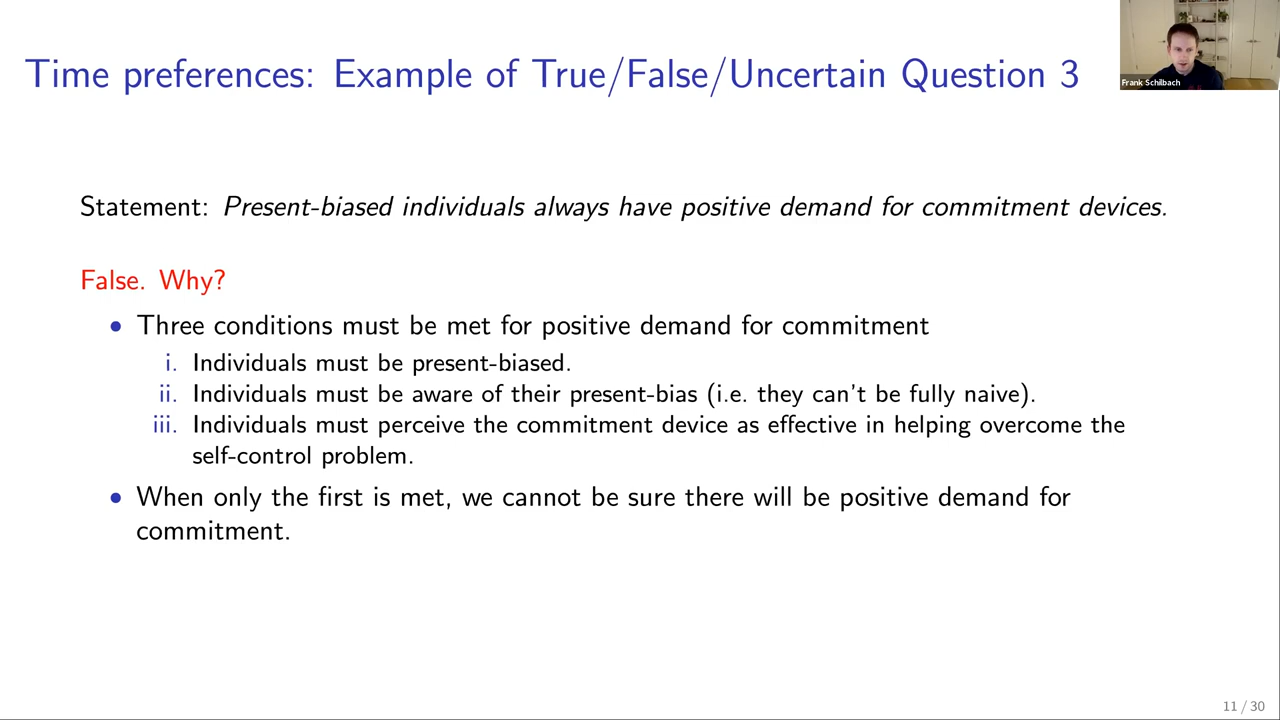 Time preferences: Example of True/False/Uncertain Question 3
Frank Schilbach
Statement: Present-biased individuals always have positive demand for commitment devices.
False. Why?
• Three conditions must be met for positive demand for commitment
i. Individuals must be present-biased.
ii. Individuals must be aware of their present-bias (i.e. they can't be fully naive).
iii. Individuals must perceive the commitment device as effective in helping overcome the
self-control problem.
• When only the first is met, we cannot be sure there will be positive demand for
commitment.
11 / 30